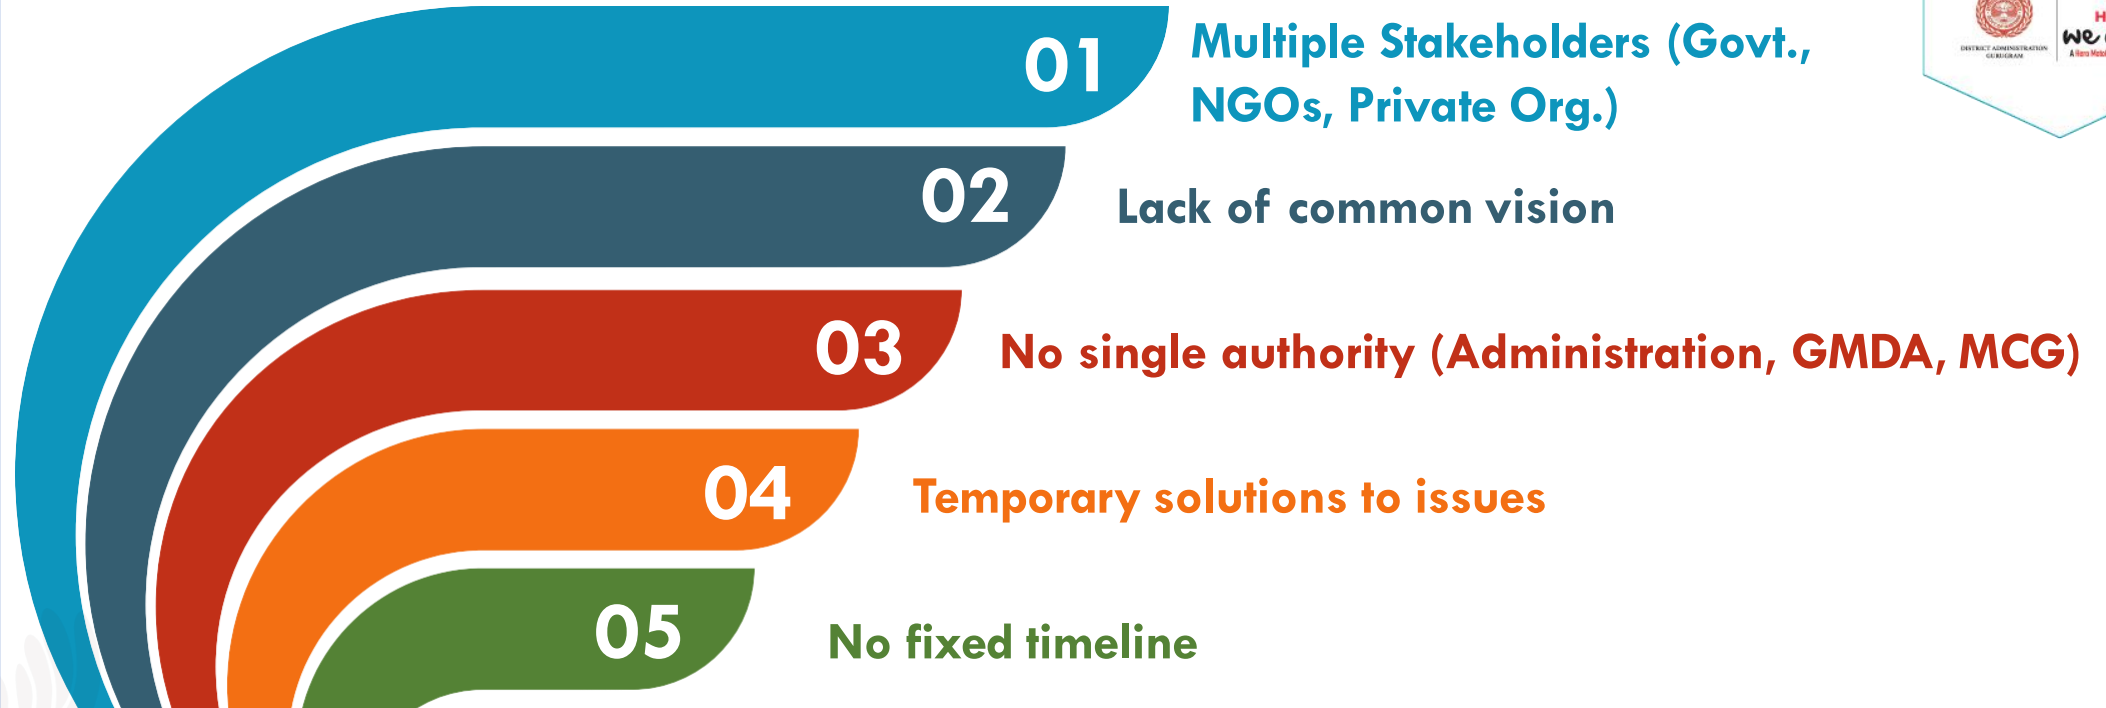 01
Multiple Stakeholders (Govt.,
NGOs, Private Org.)
DISTRICT ADMINISTRATION
GURUGRAM
we
02
Lack of common vision
03
No single authority (Administration, GMDA, MCG)
04
Temporary solutions to issues
05
No fixed timeline